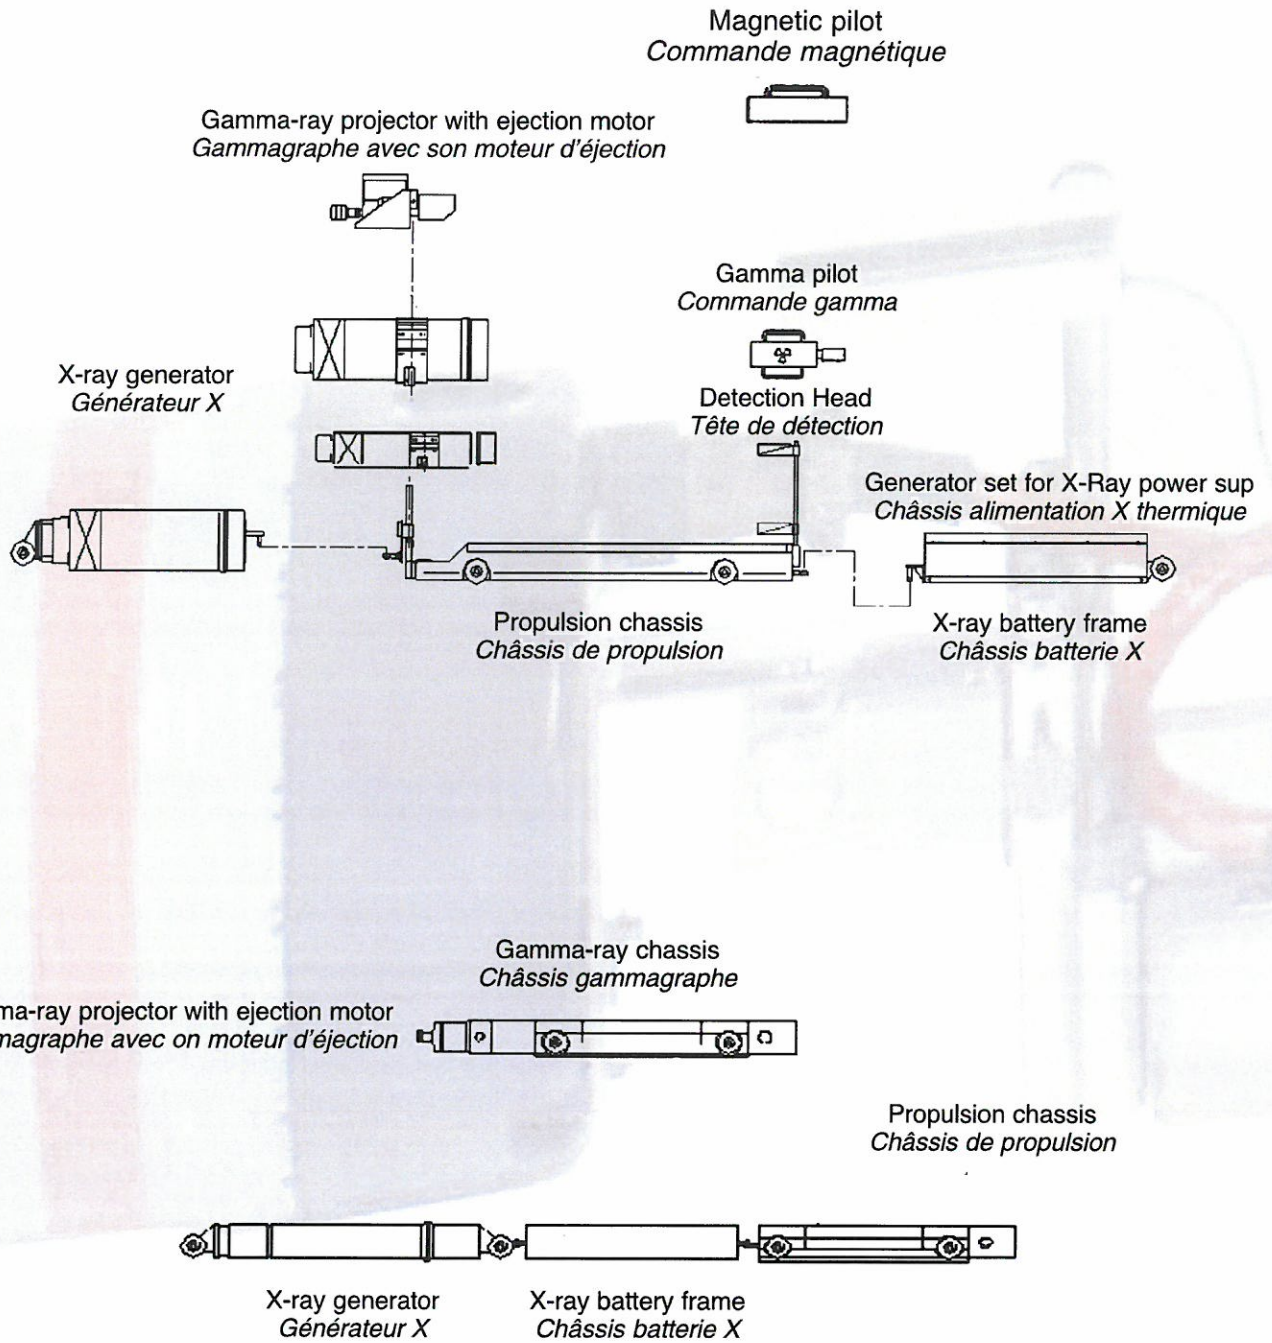 Magnetic pilot
Commande magnétique
Gamma-ray projector with ejection motor
Gammagraphe avec son moteur d'éjection
Gamma pilot
Commande gamma
X-ray generator
Générateur X
Detection Head
Tête de détection
Generator set for X-Ray power sup
Châssis alimentation X thermique
Propulsion chassis
Châssis de propulsion
X-ray battery frame
Châssis batterie X
Gamma-ray chassis
Châssis gammagraphe
ma-ray projector with ejection motor
magraphe avec on moteur d'éjection
Propulsion chassis
Châssis de propulsion
X-ray generator
Générateur X
X-ray battery frame
Châssis batterie X